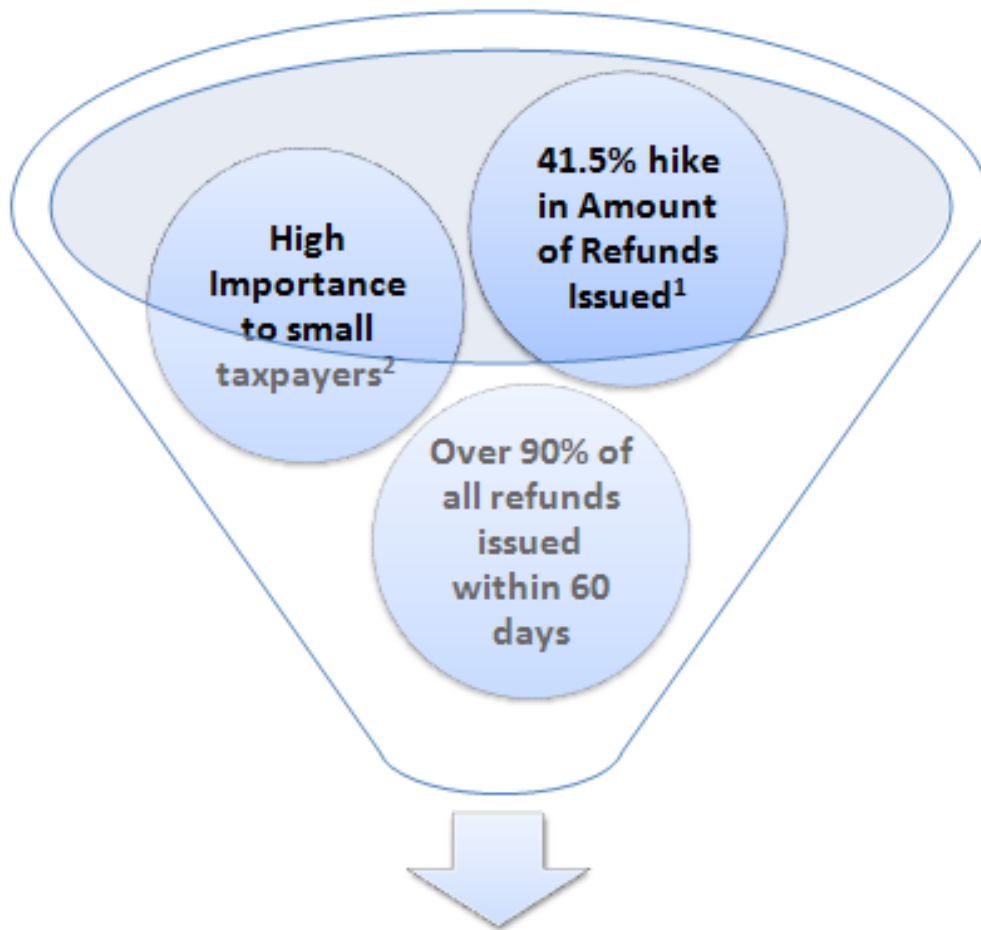 41.5% hike
in Amount
of Refunds
Issued¹
High
Importance
to small
taxpayers²
Over 90% of
all refunds
issued
within 60
days